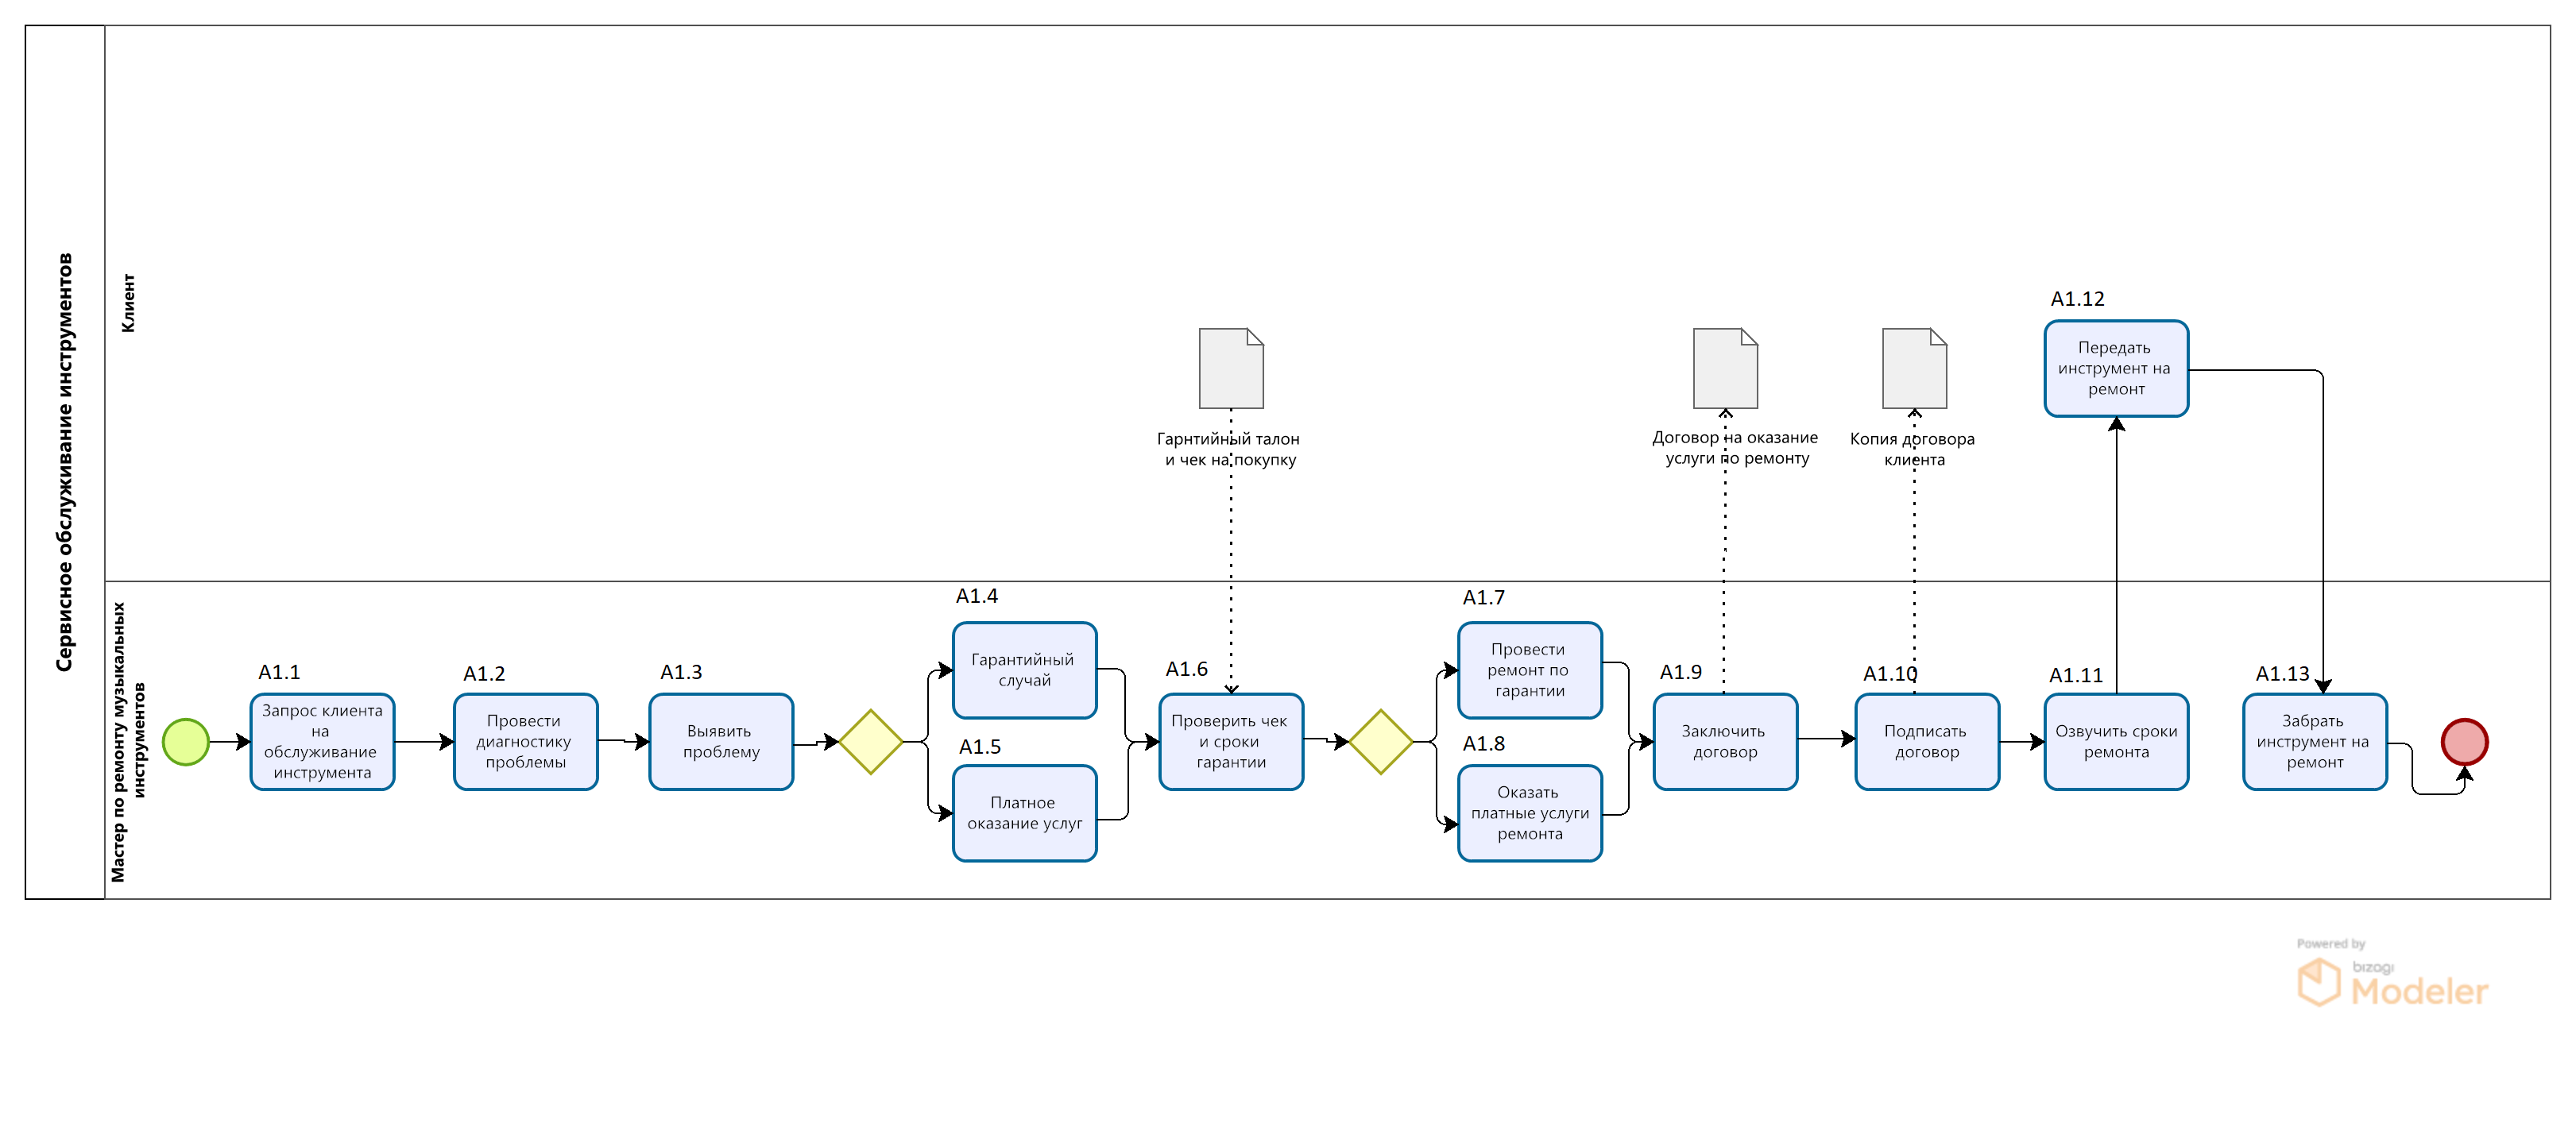 Сервисное обслуживание инструментов
Клиент
A1.12
Передать
инструмент на
ремонт
Гарнтийный талон
и чек на покупку
Договор на оказание
услуги по ремонту
Копия договора
клиента
Мастер по ремонту музыкальных
инструментов
A1.1
Запрос клиента
на
обслуживание
инструмента
A1.2
Провести
диагностику
проблемы
A1.3
Выявить
проблему
A1.4
Гарантийный
случай
A1.5
Платное
оказание услуг
A1.6
Проверить чек
и сроки
гарантии
A1.7
Провести
ремонт по
гарантии
A1.8
Оказать
платные услуги
ремонта
A1.9
Заключить
договор
A1.10
Подписать
договор
A1.11
Озвучить сроки
ремонта
A1.13
Забрать
инструмент на
ремонт
Powered by
bizagi
Modeler